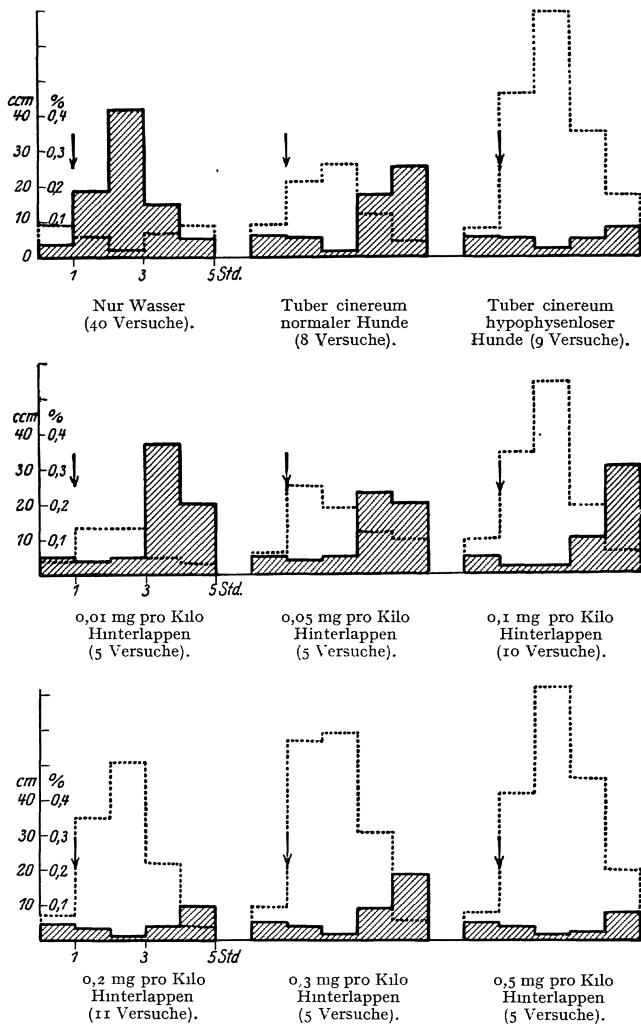 ccm %
40 0,4
30 0,3
20 0,2
10 0,1
0
1 3 5 Std.
Nur Wasser
(40 Versuche).
Tuber cinereum
normaler Hunde
(8 Versuche).
Tuber cinereum
hypophysenloser
Hunde (9 Versuche).
ccm %
40 0,4
30 0,3
20 0,2
10 0,1
1 3 5 Std.
0,01 mg pro Kilo
Hinterlappen
(5 Versuche).
0,05 mg pro Kilo
Hinterlappen
(5 Versuche).
0,1 mg pro Kilo
Hinterlappen
(10 Versuche).
cm %
40 0,4
30 0,3
20 0,2
10 0,1
1 3 5 Std
0,2 mg pro Kilo
Hinterlappen
(11 Versuche).
0,3 mg pro Kilo
Hinterlappen
(5 Versuche).
0,5 mg pro Kilo
Hinterlappen
(5 Versuche).